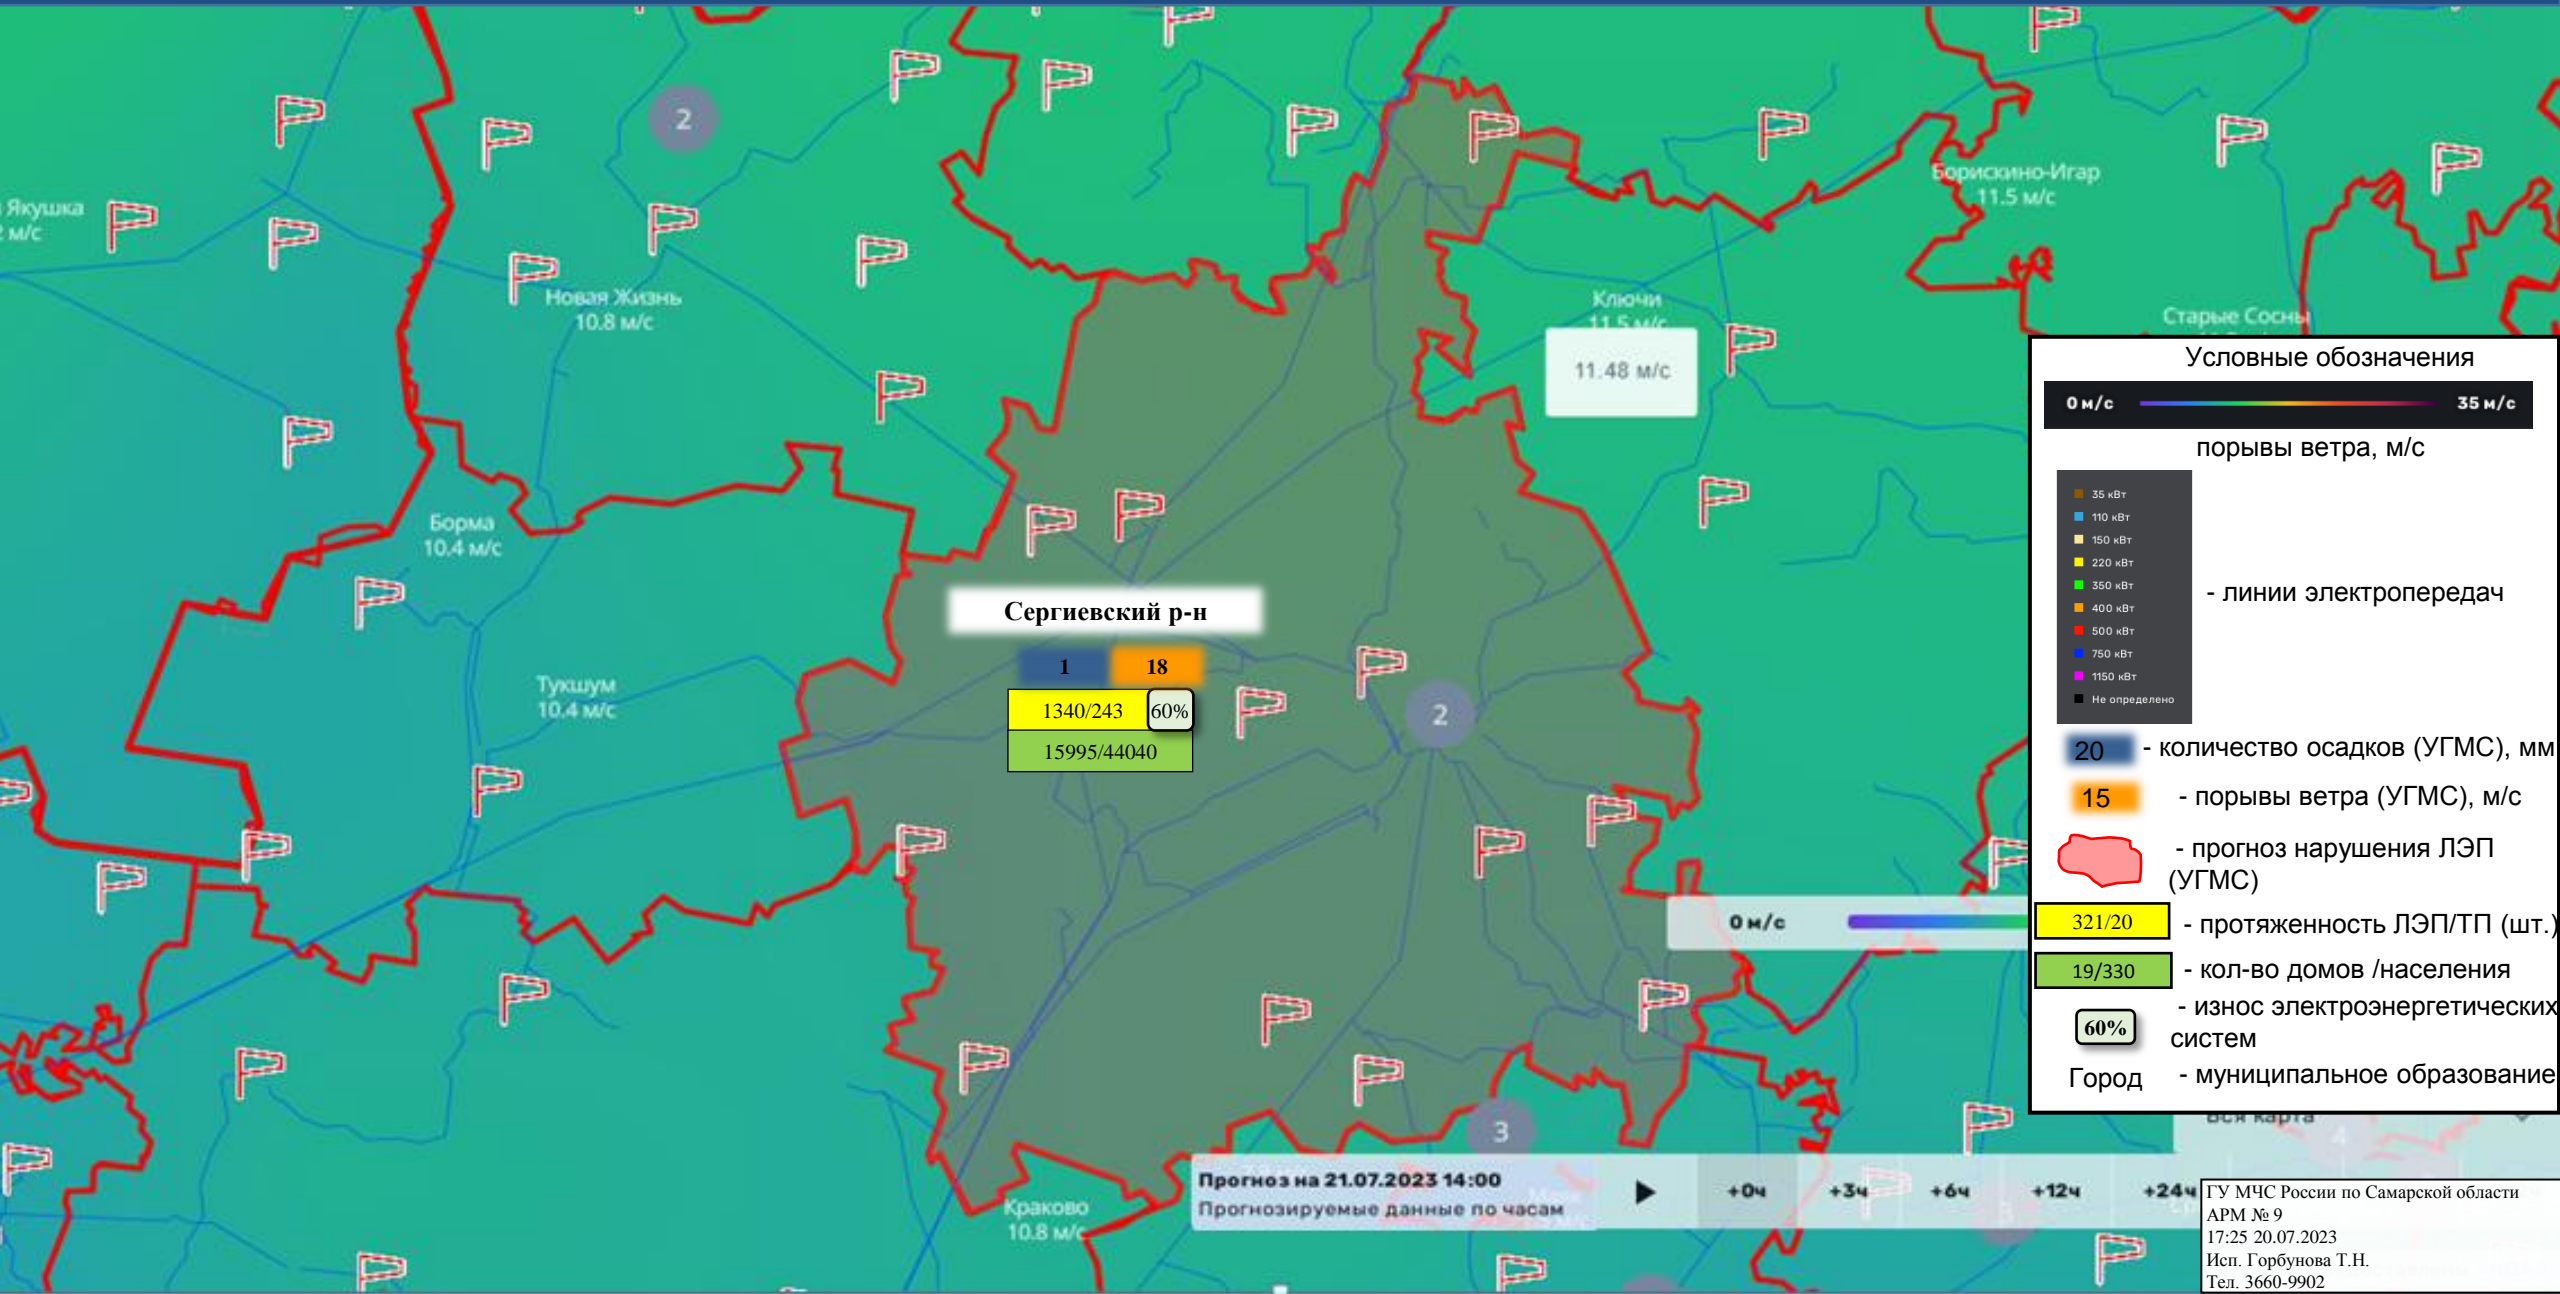 2
Якушка
м/с
Борискино-Игар
11.5 м/с
Новая Жизнь
10.8 м/с
Ключи
11.5 м/с
11.48 м/с
Старые Сосны
Борма
10.4 м/с
Сергиевский р-н
1
18
1340/243
60%
15995/44040
Тукшум
10.4 м/с
2
3
Краково
10.8 м/с
0 м/с
Условные обозначения
0 м/с
35 м/с
порывы ветра, м/с
35 кВт
110 кВт
150 кВт
220 кВт
350 кВт
400 кВт
500 кВт
750 кВт
1150 кВт
Не определено
- линии электропередач
20 - количество осадков (УГМС), мм
15 - порывы ветра (УГМС), м/с
- прогноз нарушения ЛЭП
(УГМС)
321/20 - протяженность ЛЭП/ТП (шт.)
19/330 - кол-во домов /населения
60% - износ электроэнергетических
систем
Город - муниципальное образование
Вся карта
4
Прогноз на 21.07.2023 14:00
Прогнозируемые данные по часам
+0ч
+3ч
+6ч
+12ч
+24ч
ГУ МЧС России по Самарской области
АРМ № 9
17:25 20.07.2023
Исп. Горбунова Т.Н.
Тел. 3660-9902